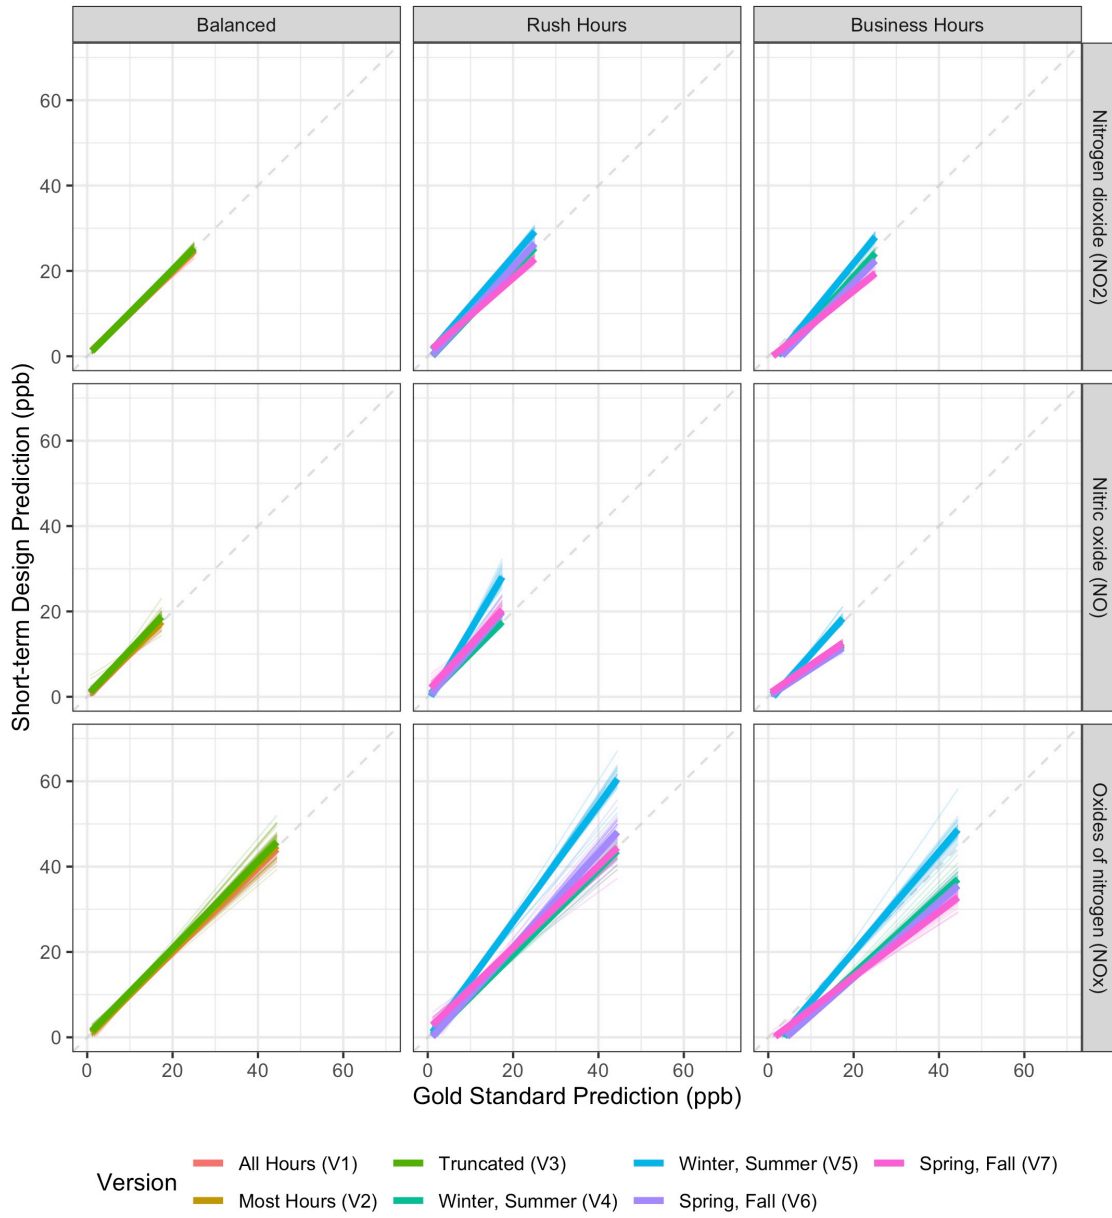 Balanced
Rush Hours
Business Hours
60
40
20
0
Nitrogen dioxide (NO2)
60
40
20
0
Nitric oxide (NO)
60
40
20
0
Oxides of nitrogen (NOx)
Short-term Design Prediction (ppb)
0 20 40 60
0 20 40 60
0 20 40 60
Gold Standard Prediction (ppb)
Version
All Hours (V1)
Most Hours (V2)
Truncated (V3)
Winter, Summer (V4)
Winter, Summer (V5)
Spring, Fall (V6)
Spring, Fall (V7)